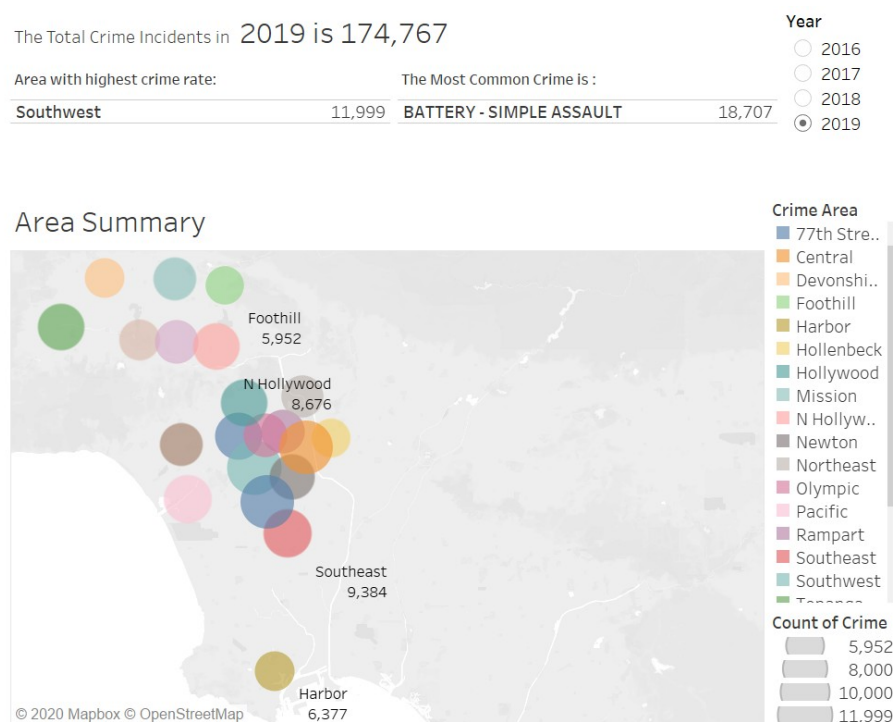 The Total Crime Incidents in 2019 is 174,767
Area with highest crime rate:
Southwest 11,999
The Most Common Crime is :
BATTERY - SIMPLE ASSAULT 18,707
Year
2016
2017
2018
2019
Area Summary
Foothill
5,952
N Hollywood
8,676
Southeast
9,384
Harbor
6,377
© 2020 Mapbox © OpenStreetMap
Crime Area
77th Stre..
Central
Devonshi..
Foothill
Harbor
Hollenbeck
Hollywood
Mission
N Hollyw..
Newton
Northeast
Olympic
Pacific
Rampart
Southeast
Southwest
Topanga
Count of Crime
5,952
8,000
10,000
11,999